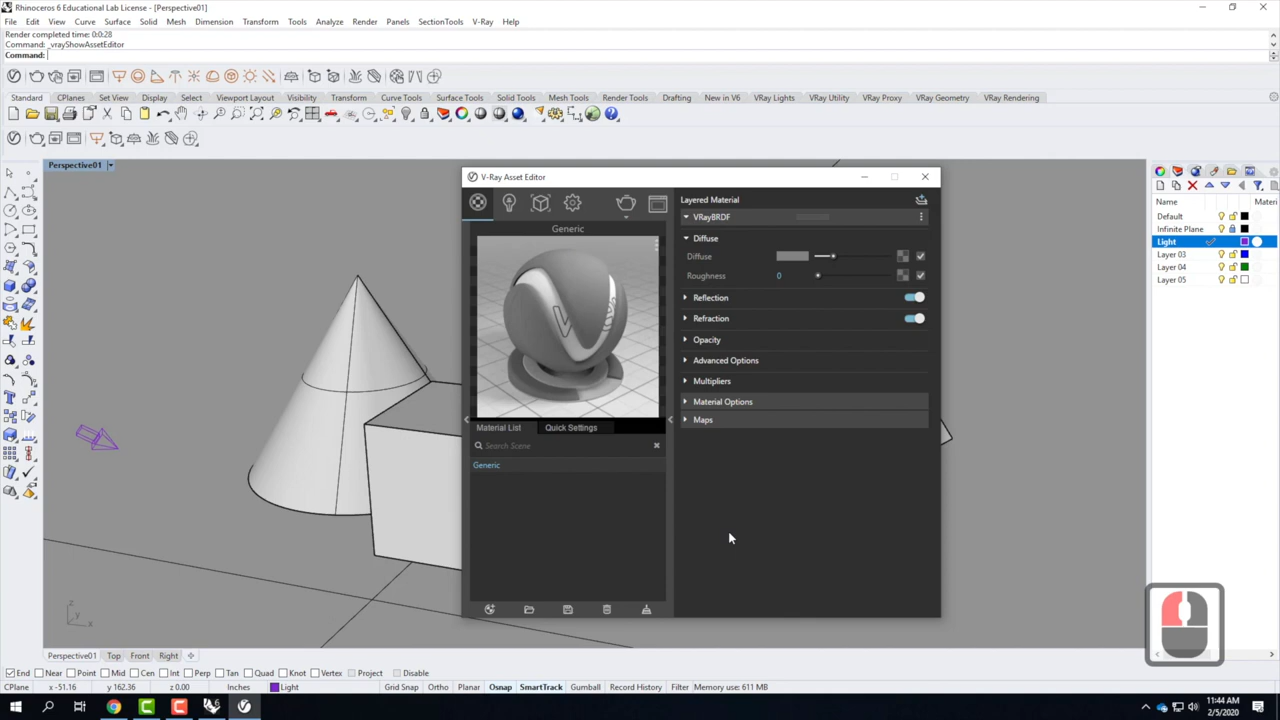 Rhinoceros 6 Educational Lab License - [Perspective01]
File Edit View Curve Surface Solid Mesh Dimension Transform Tools Analyze Render Panels SectionTools V-Ray Help
Render completed time: 0:0:28
Command: _vrayShowAssetEditor
Command:
Standard CPlanes Set View Display Select Viewport Layout Visibility Transform Curve Tools Surface Tools Solid Tools Mesh Tools Render Tools Drafting New in V6 VRay Lights VRay Utility VRay Proxy VRay Geometry VRay Rendering
Perspective01
V-Ray Asset Editor
Generic
Material List Quick Settings
Search Scene
Generic
Layered Material
VRayBRDF
Diffuse
Diffuse
Roughness 0
Reflection
Refraction
Opacity
Advanced Options
Multipliers
Material Options
Maps
Name Materi
Default
Infinite Plane
Light
Layer 03
Layer 04
Layer 05
z
y
x
Perspective01 Top Front Right
End Near Point Mid Cen Int Perp Tan Quad Knot Vertex Project Disable
CPlane x -51.16 y 162.36 z 0.00 Inches Light Grid Snap Ortho Planar Osnap SmartTrack Gumball Record History Filter Memory use: 611 MB
11:44 AM
2/5/2020